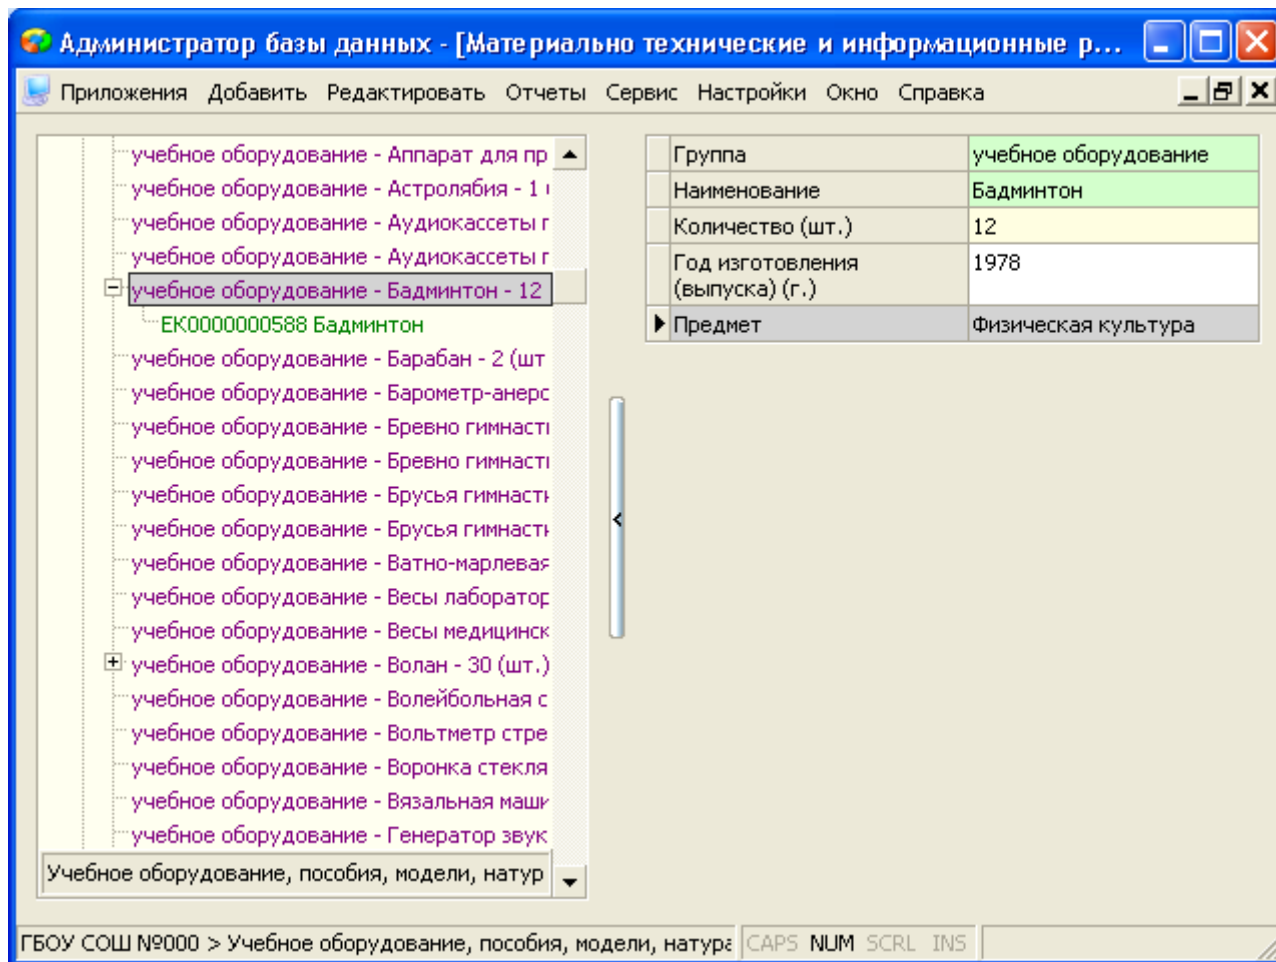 Администратор базы данных - [Материально технические и информационные р...
Приложения Добавить Редактировать Отчеты Сервис Настройки Окно Справка
учебное оборудование - Аппарат для пр
учебное оборудование - Астролябия - 1
учебное оборудование - Аудиокассеты г
учебное оборудование - Аудиокассеты г
учебное оборудование - Бадминтон - 12
ЕК0000000588 Бадминтон
учебное оборудование - Барабан - 2 (шт
учебное оборудование - Барометр-анеро
учебное оборудование - Бревно гимнасти
учебное оборудование - Бревно гимнасти
учебное оборудование - Брусья гимнасти
учебное оборудование - Брусья гимнасти
учебное оборудование - Ватно-марлевая
учебное оборудование - Весы лаборатор
учебное оборудование - Весы медицинск
учебное оборудование - Волан - 30 (шт.)
учебное оборудование - Волейбольная с
учебное оборудование - Вольтметр стре
учебное оборудование - Воронка стекля
учебное оборудование - Вязальная маши
учебное оборудование - Генератор звук
Учебное оборудование, пособия, модели, натур
Группа учебное оборудование
Наименование Бадминтон
Количество (шт.) 12
Год изготовления 1978
(выпуска) (г.)
Предмет Физическая культура
ГБОУ СОШ №000 > Учебное оборудование, пособия, модели, натура CAPS NUM SCRL INS